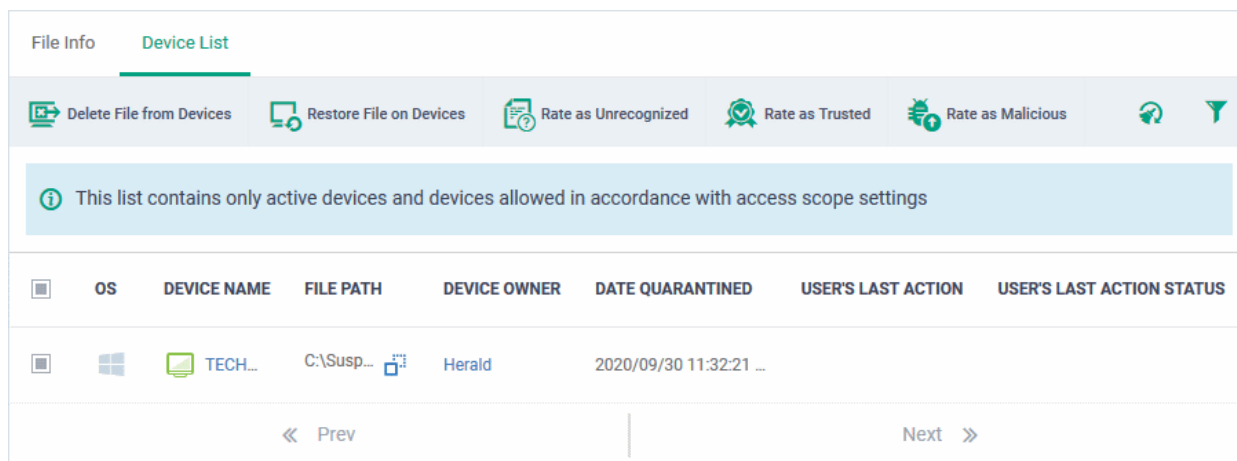 File Info Device List
Delete File from Devices Restore File on Devices Rate as Unrecognized Rate as Trusted Rate as Malicious
This list contains only active devices and devices allowed in accordance with access scope settings
OS DEVICE NAME FILE PATH DEVICE OWNER DATE QUARANTINED USER'S LAST ACTION USER'S LAST ACTION STATUS
TECH... C:\Susp... Herald 2020/09/30 11:32:21 ...
« Prev Next »